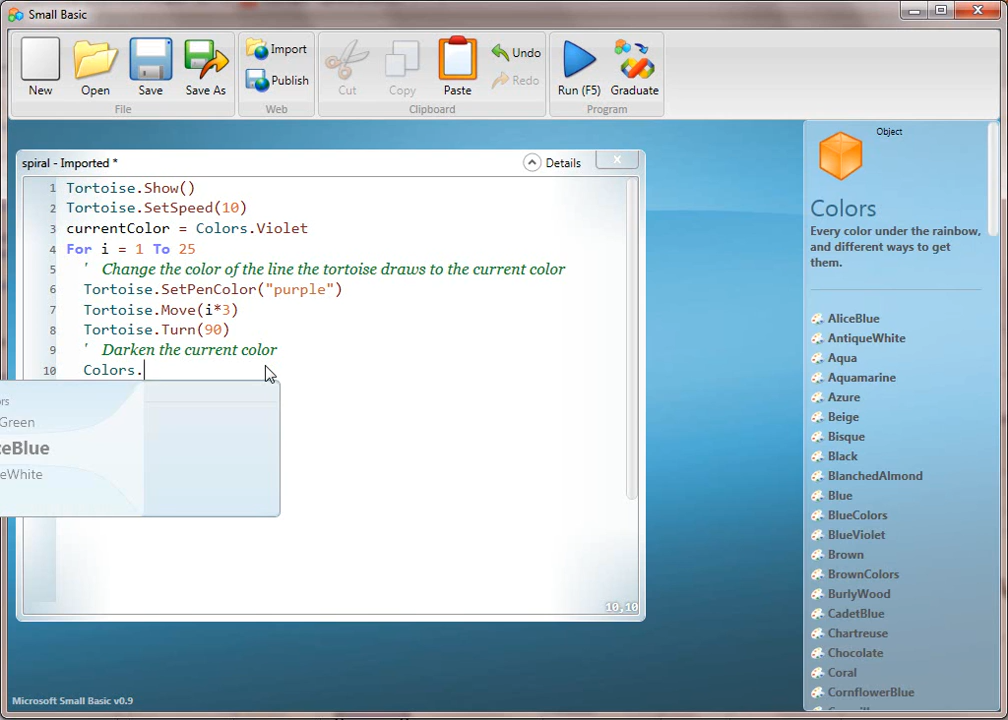 Small Basic
New
Open
Save
Save As
File
Import
Publish
Web
Cut
Copy
Paste
Undo
Redo
Clipboard
Run (F5)
Graduate
Program
spiral - Imported *
Details
1 Tortoise.Show()
2 Tortoise.SetSpeed(10)
3 currentColor = Colors.Violet
4 For i = 1 To 25
5 ' Change the color of the line the tortoise draws to the current color
6 Tortoise.SetPenColor("purple")
7 Tortoise.Move(i*3)
8 Tortoise.Turn(90)
9 ' Darken the current color
10 Colors.
ors
Green
ceBlue
eWhite
10,10
Microsoft Small Basic v0.9
Object
Colors
Every color under the rainbow,
and different ways to get
them.
AliceBlue
AntiqueWhite
Aqua
Aquamarine
Azure
Beige
Bisque
Black
BlanchedAlmond
Blue
BlueColors
BlueViolet
Brown
BrownColors
BurlyWood
CadetBlue
Chartreuse
Chocolate
Coral
CornflowerBlue